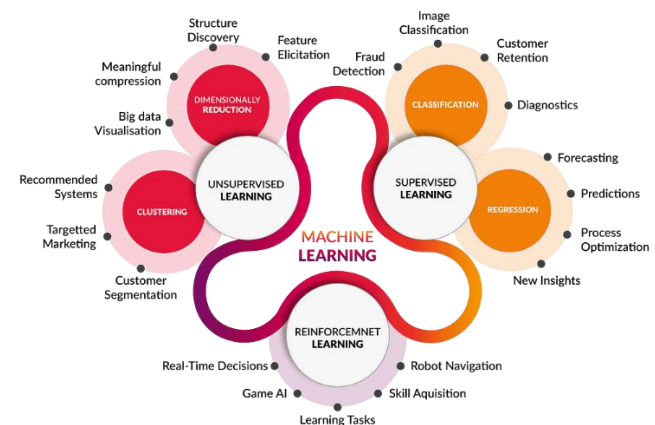 Structure
Discovery
Feature
Elicitation
Meaningful
compression
DIMENSIONALLY
REDUCTION
Big data
Visualisation
UNSUPERVISED
LEARNING
Recommended
Systems
CLUSTERING
Targetted
Marketing
Customer
Segmentation
Image
Classification
Customer
Retention
Fraud
Detection
CLASSIFICATION
Diagnostics
SUPERVISED
LEARNING
Forecasting
Predictions
REGRESSION
Process
Optimization
New Insights
MACHINE
LEARNING
REINFORCEMNET
LEARNING
Real-Time Decisions
Robot Navigation
Game AI
Skill Aquisition
Learning Tasks